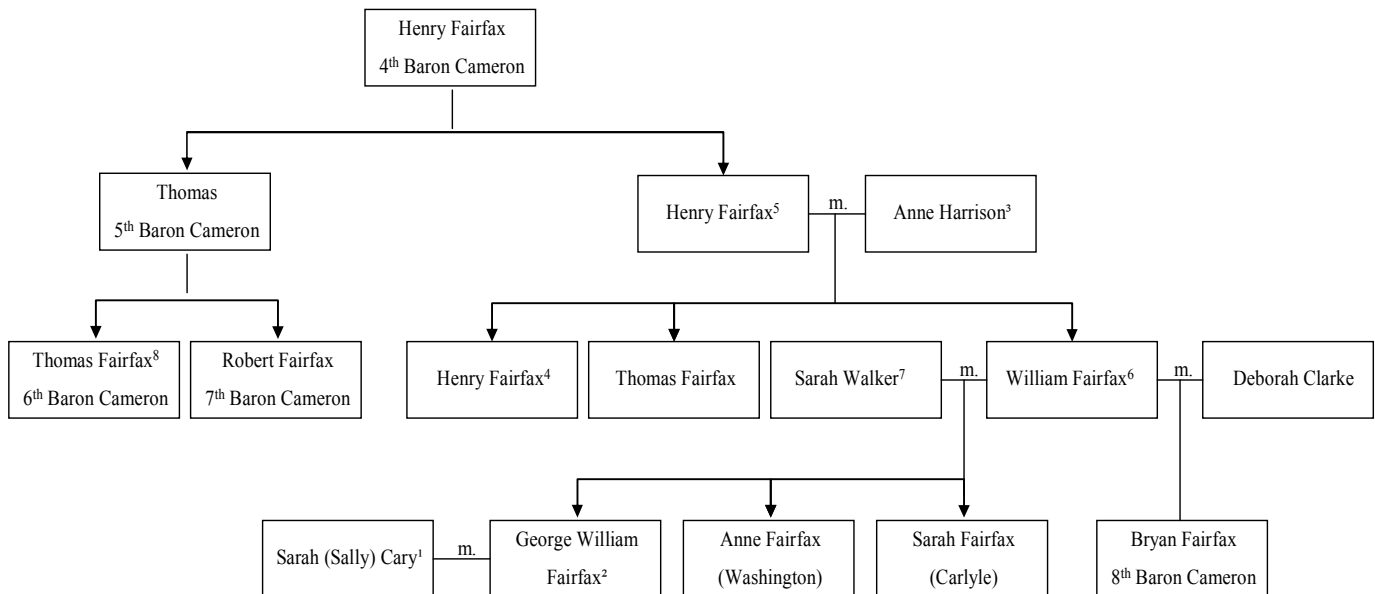 Henry Fairfax
4th Baron Cameron
Thomas
5th Baron Cameron
Henry Fairfax⁵
m.
Anne Harrison³
Thomas Fairfax⁸
6th Baron Cameron
Robert Fairfax
7th Baron Cameron
Henry Fairfax⁴
Thomas Fairfax
Sarah Walker⁷
m.
William Fairfax⁶
m.
Deborah Clarke
Sarah (Sally) Cary¹
m.
George William
Fairfax²
Anne Fairfax
(Washington)
Sarah Fairfax
(Carlyle)
Bryan Fairfax
8th Baron Cameron